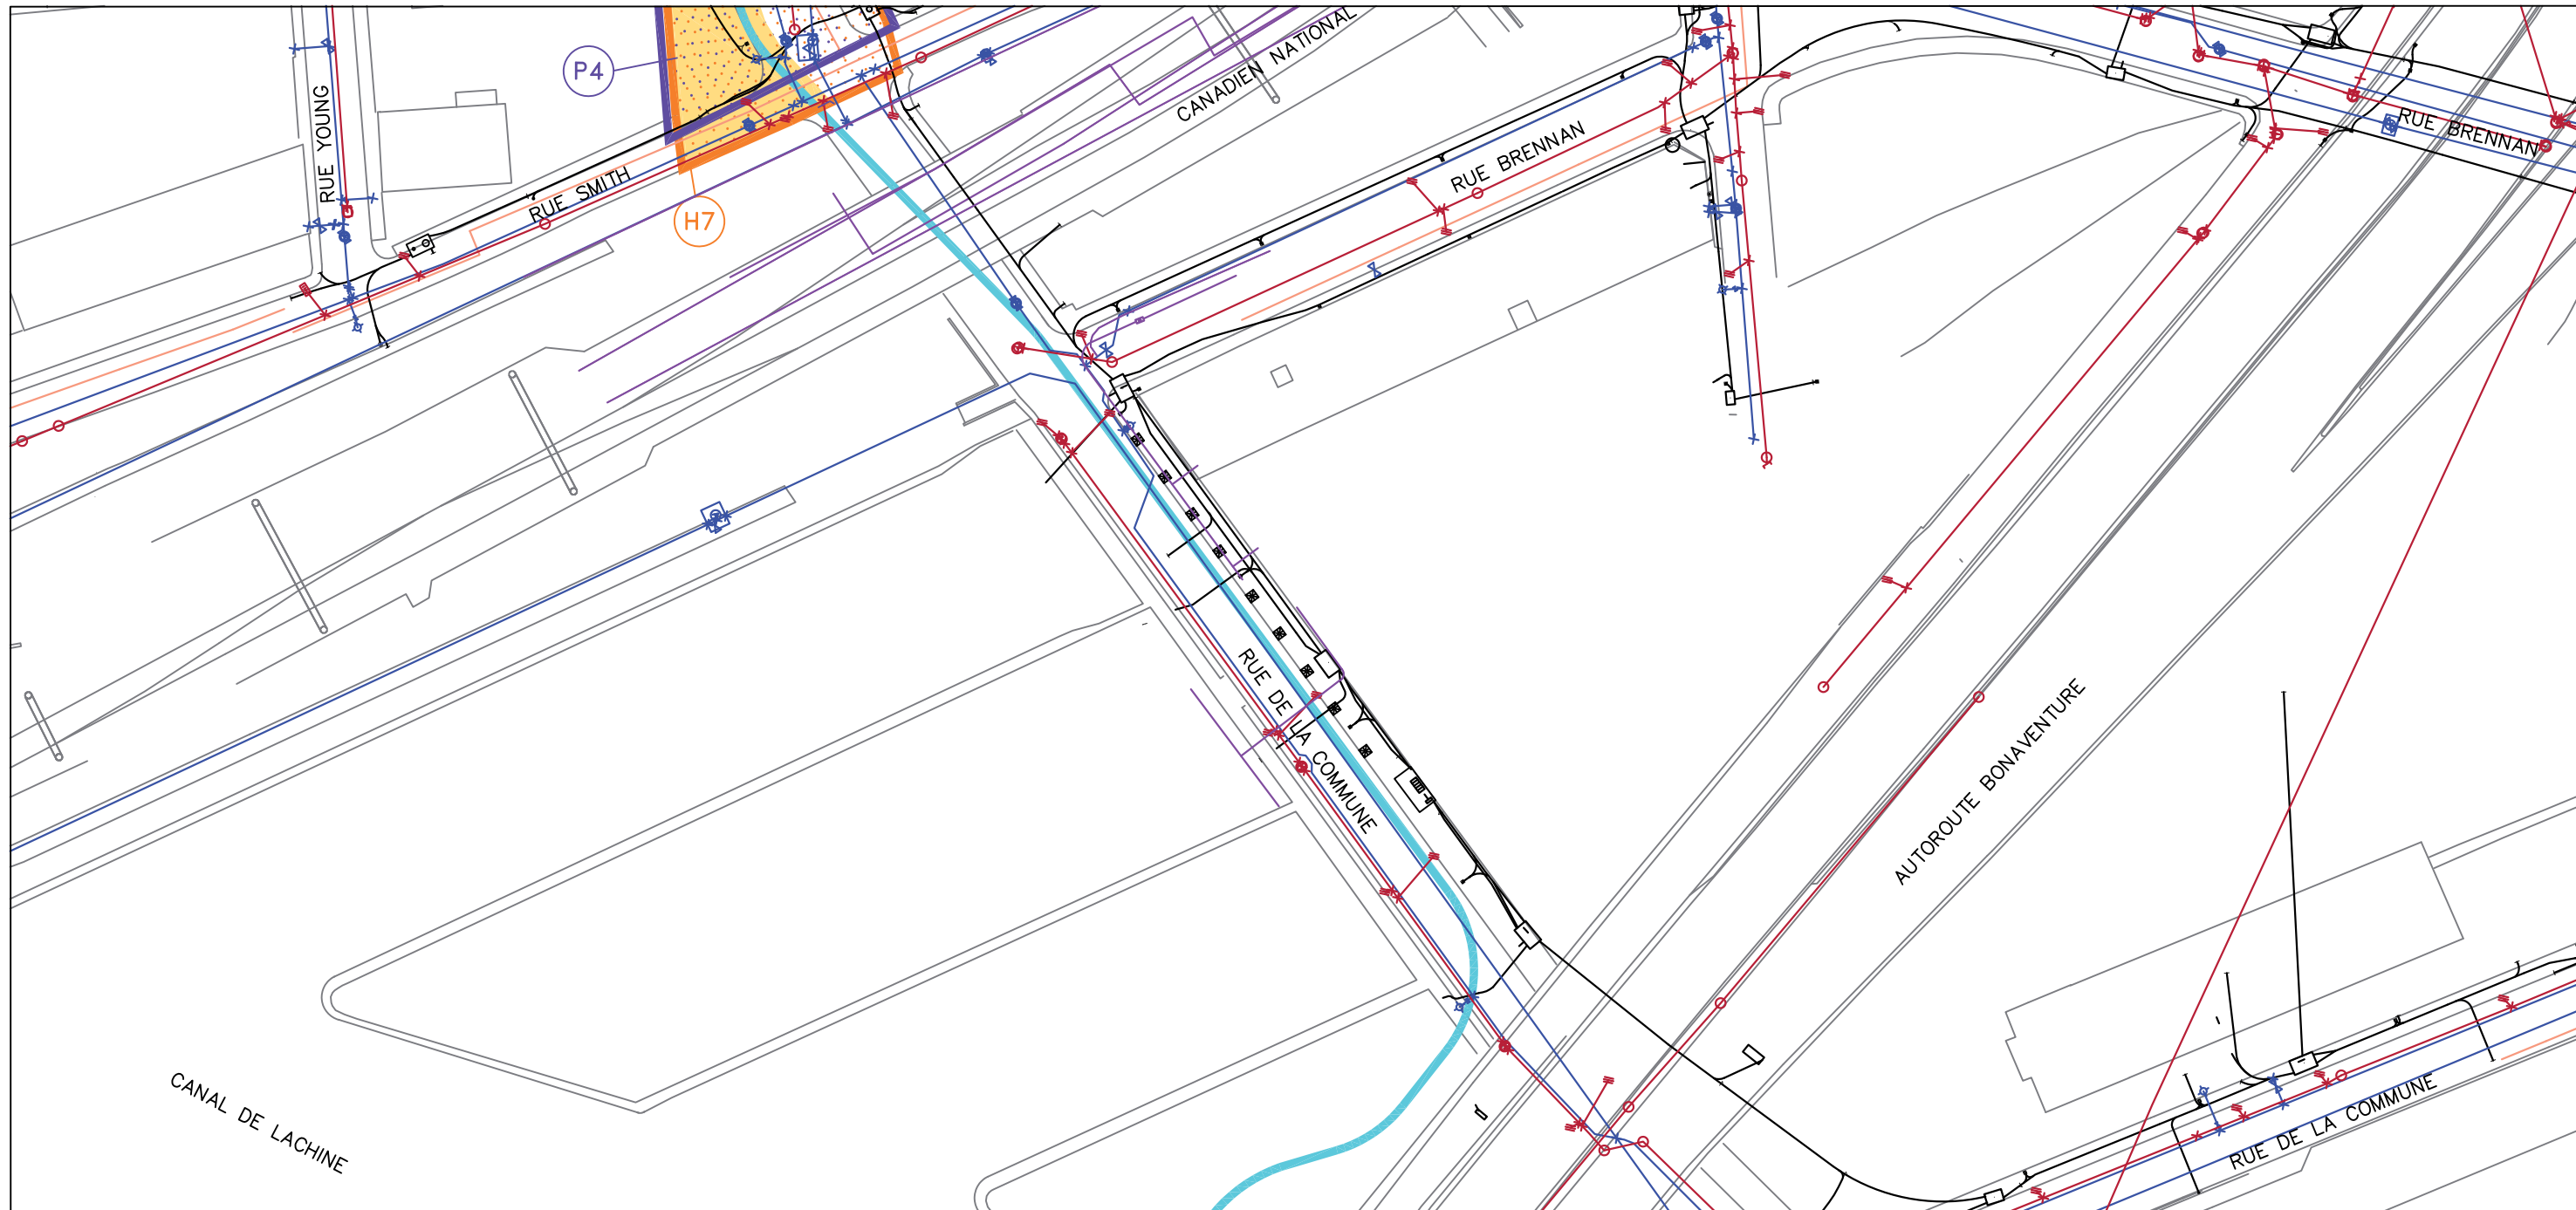 P4
CANADIEN NATIONAL
RUE YOUNG
RUE SMITH
H7
RUE BRENNAN
RUE BRENNAN
RUE DE LA COMMUNE
AUTOROUTE BONAVENTURE
CANAL DE LACHINE
RUE DE LA COMMUNE